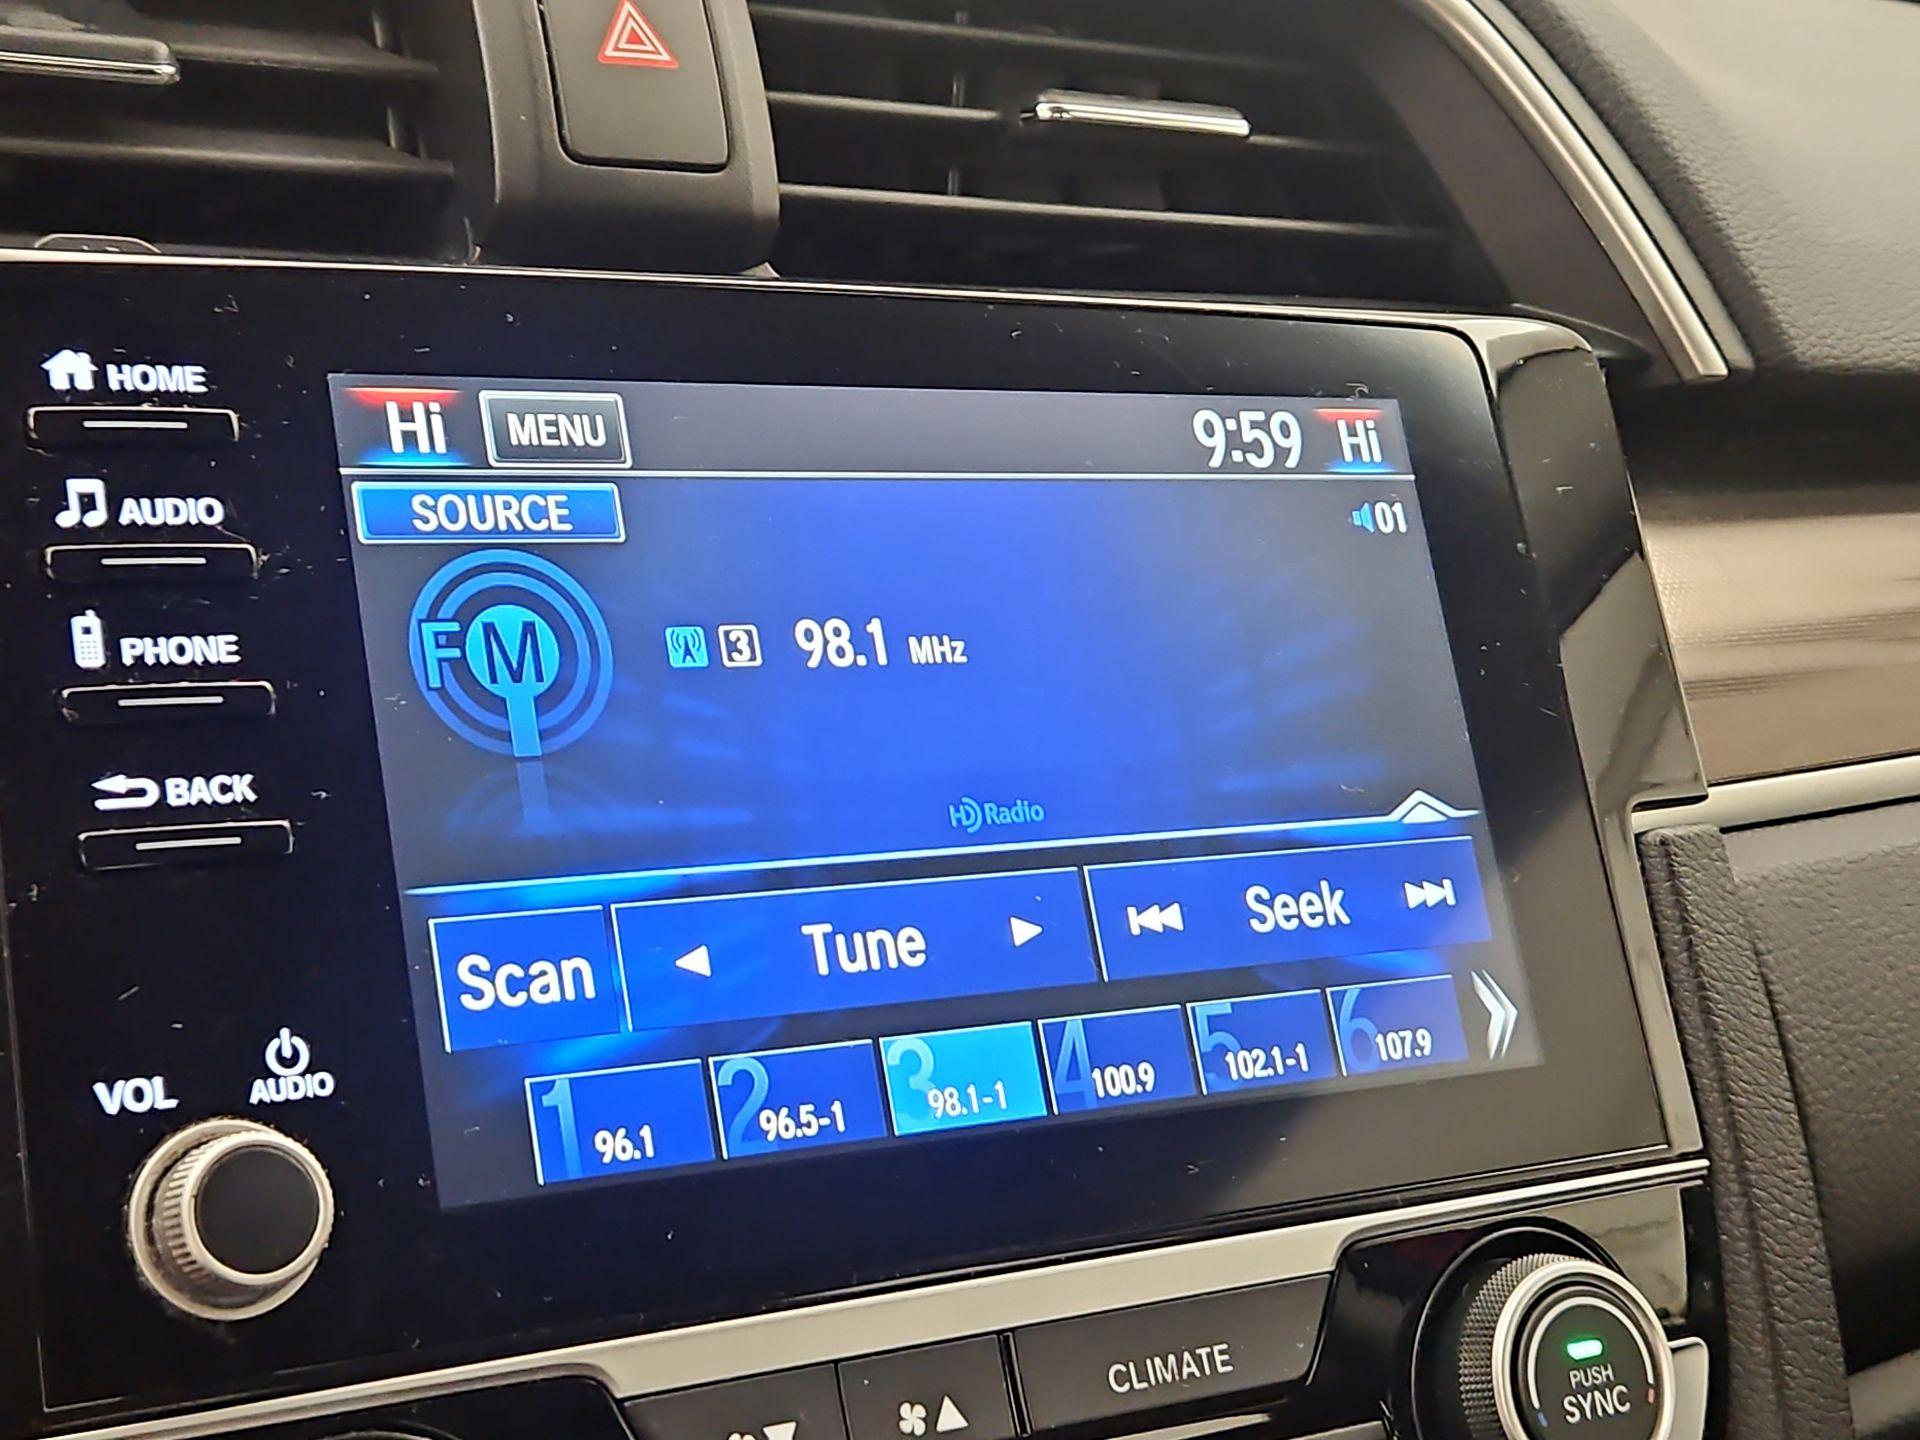 HOME
AUDIO
PHONE
BACK
VOL
AUDIO
Hi MENU 9:59 Hi
SOURCE 01
FM 3 98.1 MHz
HD Radio
Scan Tune Seek
1 96.1
2 96.5-1
3 98.1-1
4 100.9
5 102.1-1
6 107.9
CLIMATE
PUSH
SYNC